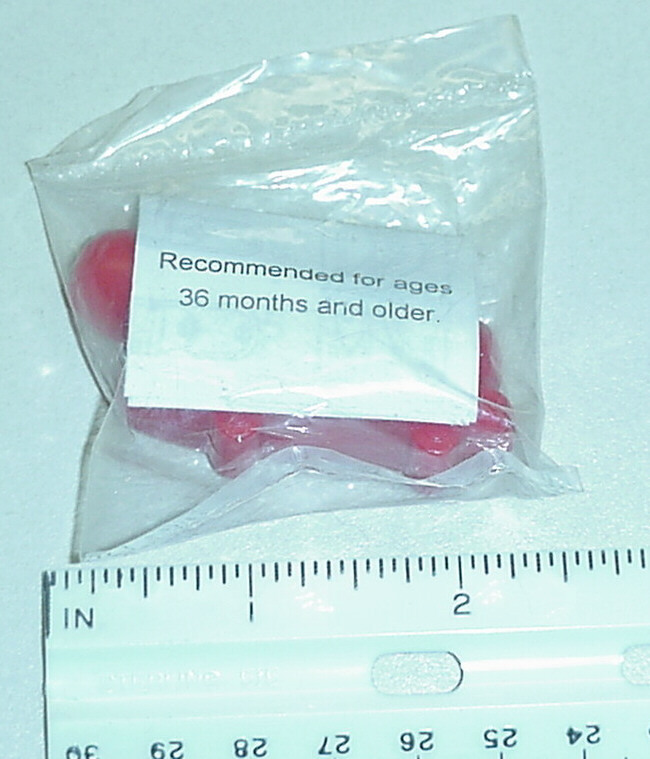 Recommended for ages
36 months and older.
IN
1
2
30 29 28 27 26 25 24